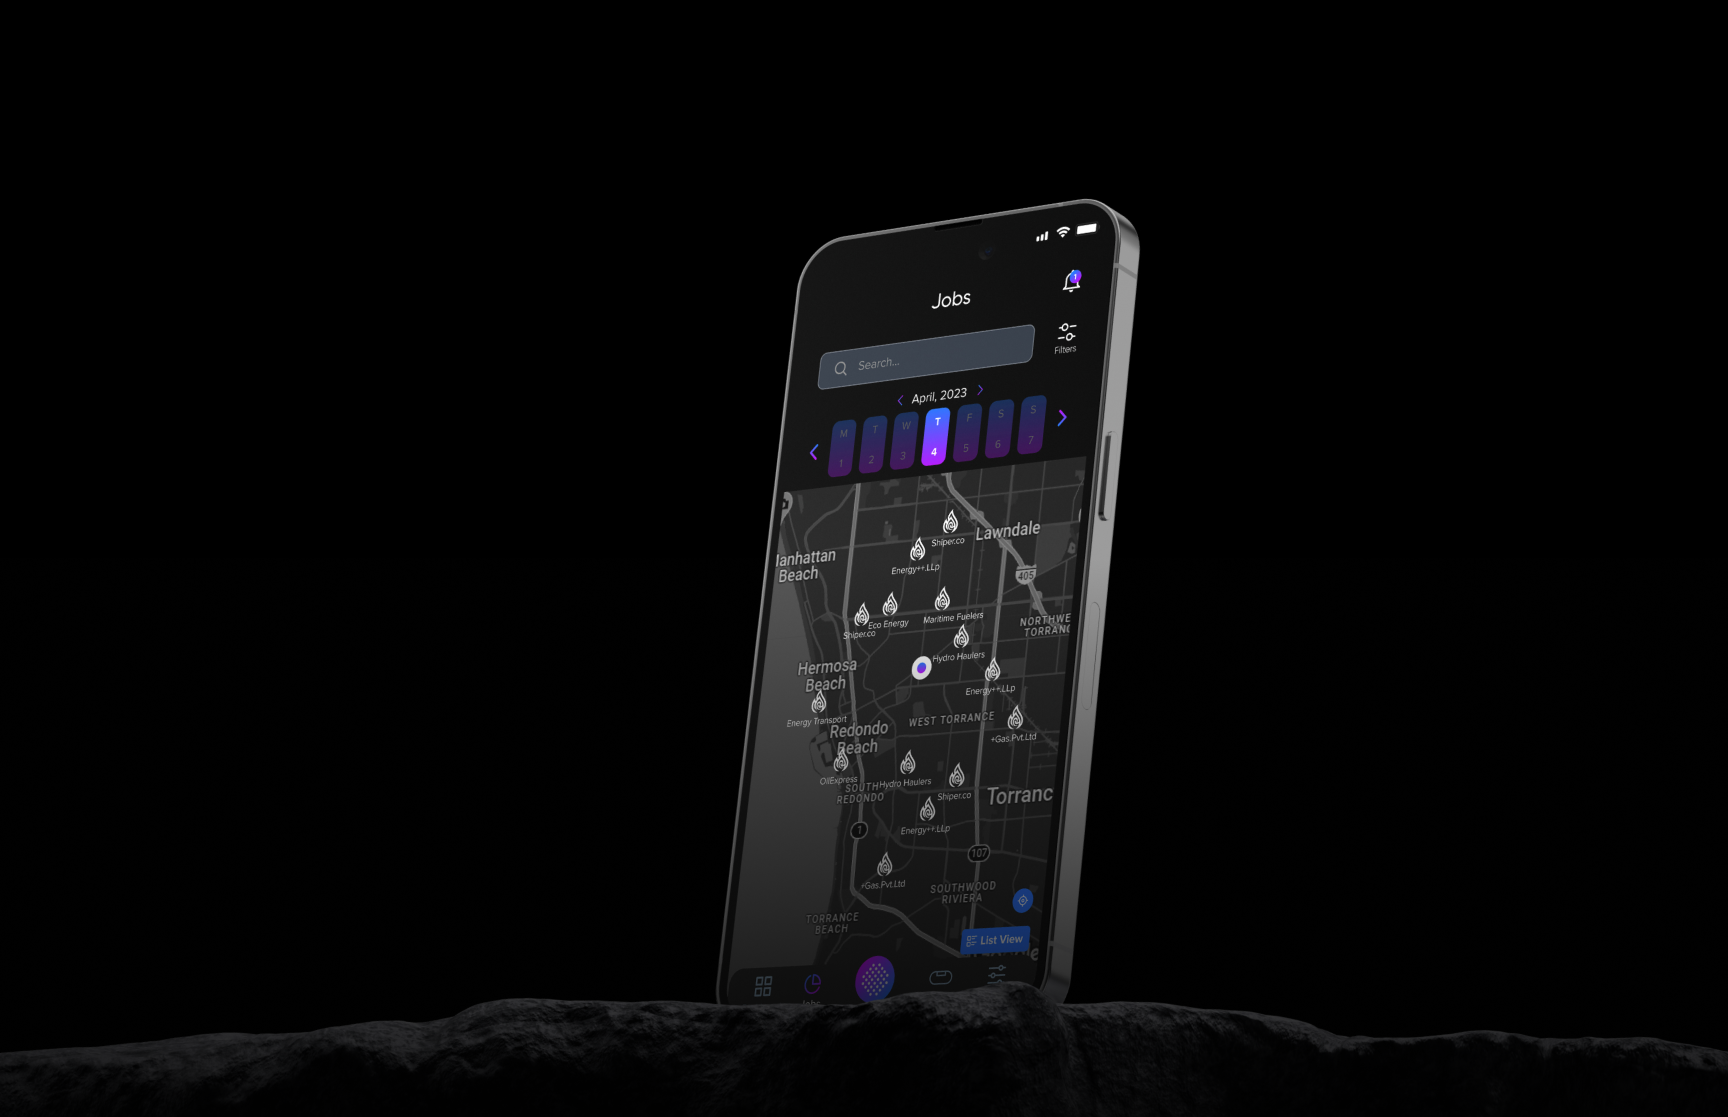 1
Jobs
Filters
Search...
April, 2023
M T W T F S S
1 2 3 4 5 6 7
Shiper.co
Lawndale
Energy++.LLp
Beach
405
Eco Energy
Maritime Fuelers
Shiper.co
Hydro Haulers
Hermosa
Beach
Energy++.LLp
Energy Transport
WEST TORRANCE
Redondo
Beach
+Gas.Pvt.Ltd
OilExpress
Hydro Haulers
SOUTH
REDONDO
Shiper.co
Torranc
Energy++.LLp
1
107
+Gas.Pvt.Ltd
SOUTHWOOD
RIVIERA
TORRANCE
BEACH
List View
Jobs